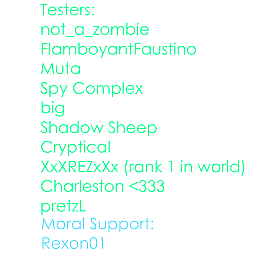 Testers:
not_a_zombie
FlamboyantFaustino
Muta
Spy Complex
big
Shadow Sheep
Cryptical
XxXREZxXx (rank 1 in world)
Charleston <333
pretzL
Moral Support:
Rexon01